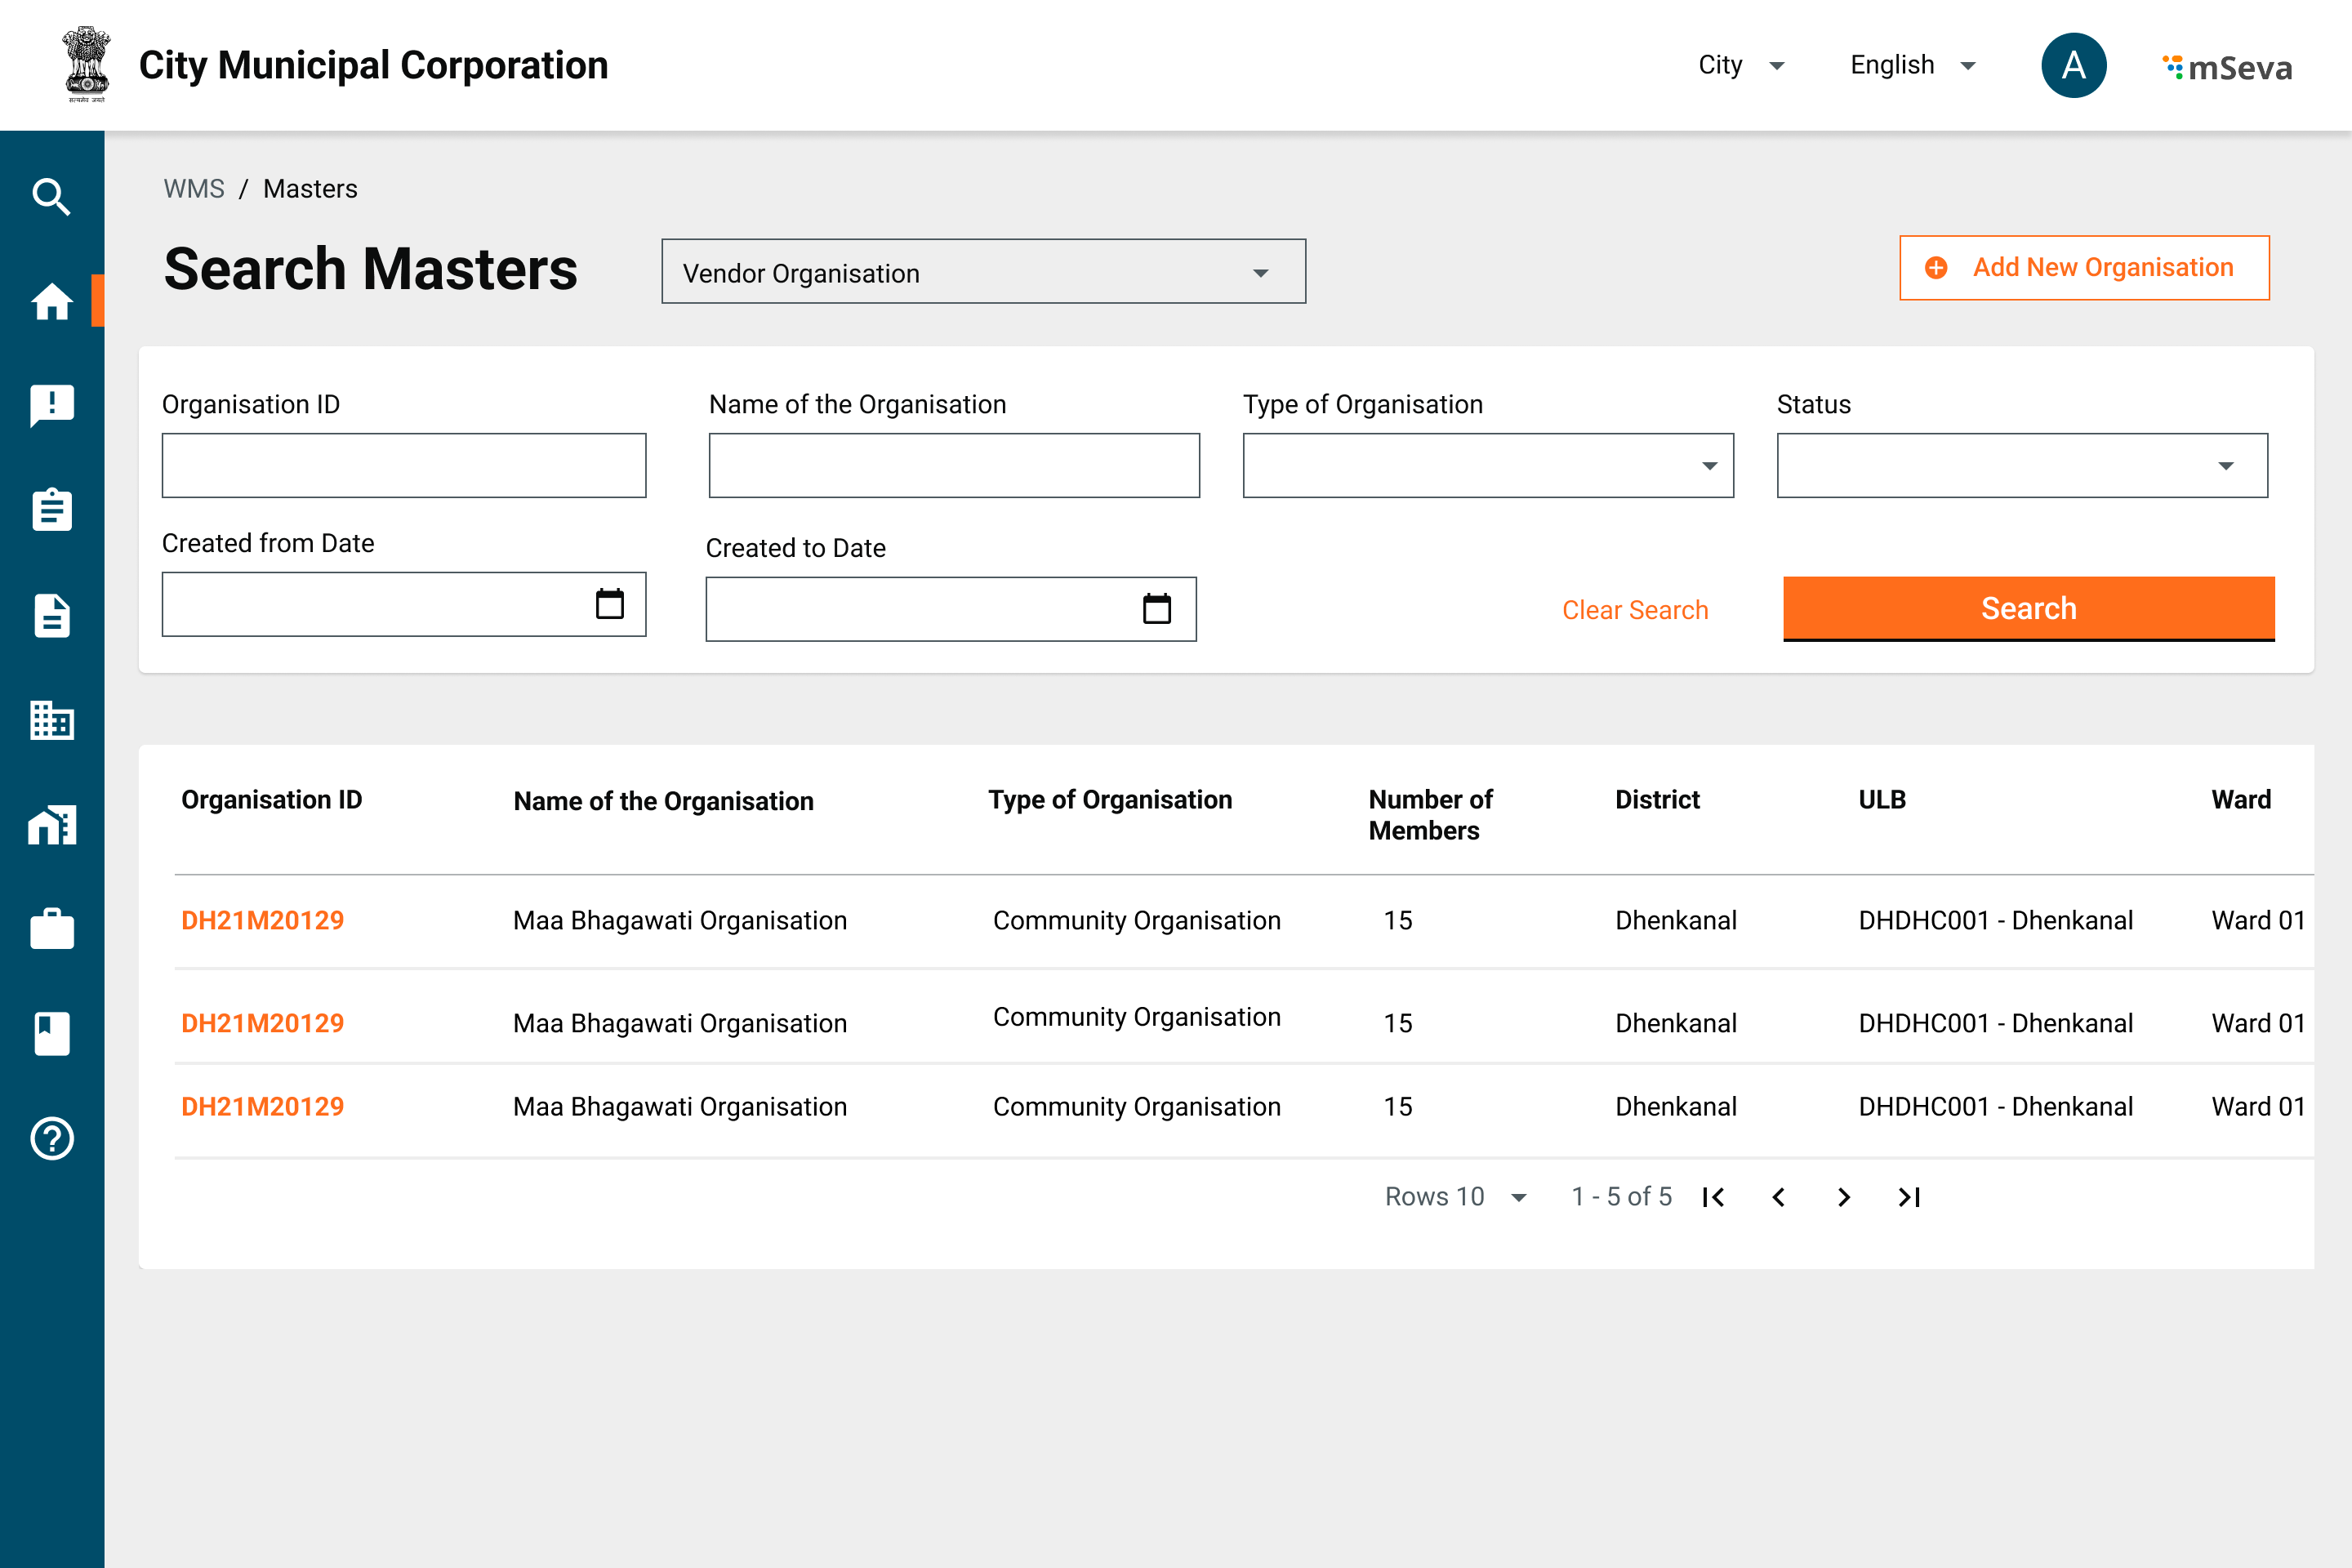 City Municipal Corporation
City
English
A
mSeva
सत्यमेव जयते
WMS / Masters
Search Masters
Vendor Organisation
Add New Organisation
Organisation ID
Name of the Organisation
Type of Organisation
Status
Created from Date
Created to Date
Clear Search
Search
Organisation ID Name of the Organisation Type of Organisation Number of Members District ULB Ward
DH21M20129 Maa Bhagawati Organisation Community Organisation 15 Dhenkanal DHDHC001 - Dhenkanal Ward 01
DH21M20129 Maa Bhagawati Organisation Community Organisation 15 Dhenkanal DHDHC001 - Dhenkanal Ward 01
DH21M20129 Maa Bhagawati Organisation Community Organisation 15 Dhenkanal DHDHC001 - Dhenkanal Ward 01
Rows 10 1 - 5 of 5